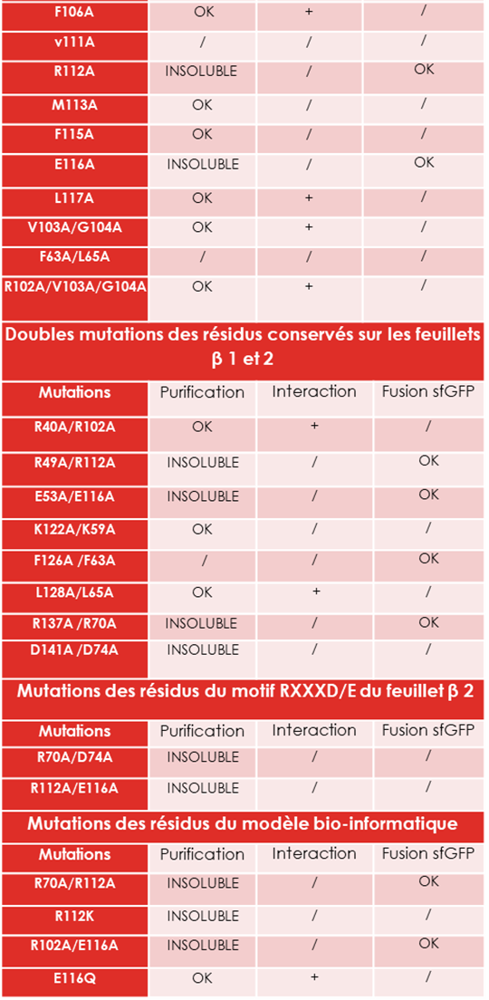 F106A OK + /
v111A / / /
R112A INSOLUBLE / OK
M113A OK / /
F115A OK / /
E116A INSOLUBLE / OK
L117A OK + /
V103A/G104A OK + /
F63A/L65A / / /
R102A/V103A/G104A OK + /
Doubles mutations des résidus conservés sur les feuillets
β 1 et 2
Mutations Purification Interaction Fusion sfGFP
R40A/R102A OK + /
R49A/R112A INSOLUBLE / OK
E53A/E116A INSOLUBLE / OK
K122A/K59A OK / /
F126A /F63A / / OK
L128A/L65A OK + /
R137A /R70A INSOLUBLE / OK
D141A /D74A INSOLUBLE / /
Mutations des résidus du motif RXXXD/E du feuillet β 2
Mutations Purification Interaction Fusion sfGFP
R70A/D74A INSOLUBLE / /
R112A/E116A INSOLUBLE / /
Mutations des résidus du modèle bio-informatique
Mutations Purification Interaction Fusion sfGFP
R70A/R112A INSOLUBLE / OK
R112K INSOLUBLE / /
R102A/E116A INSOLUBLE / OK
E116Q OK + /